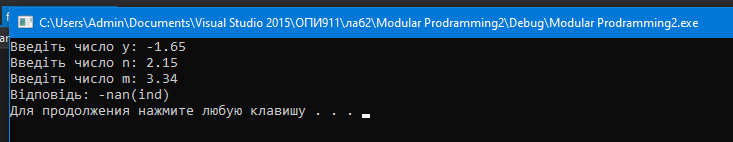 C:\Users\Admin\Documents\Visual Studio 2015\ОПИ911\ла62\Modular Prodramming2\Debug\Modular Prodramming2.exe
Введіть число y: -1.65
Введіть число n: 2.15
Введіть число m: 3.34
Відповідь: -nan(ind)
Для продолжения нажмите любую клавишу . . .